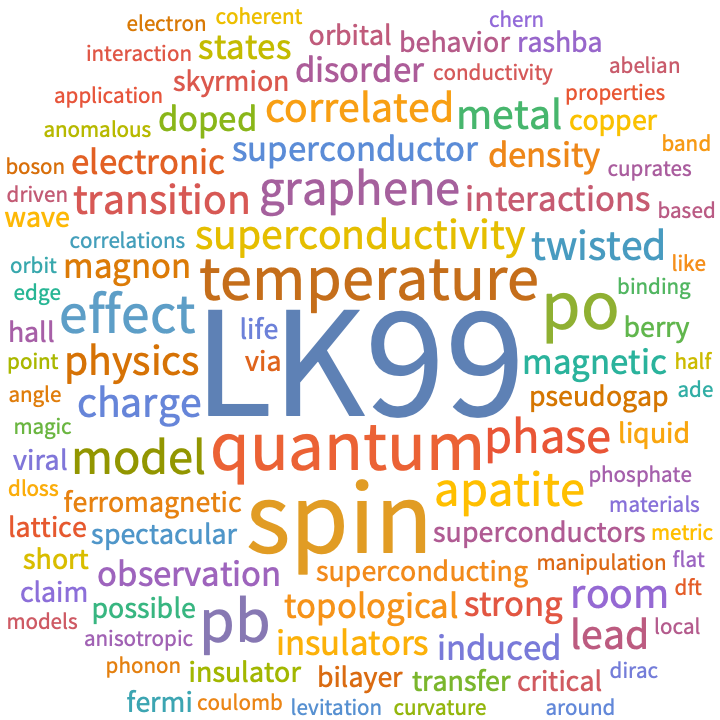 electron coherent chern
interaction states orbital behavior rashba
application skyrmion disorder conductivity abelian
anomalous doped correlated metal properties
copper
boson electronic superconductor density band
driven transition graphene interactions cuprates
wave based
correlations superconductivity twisted
orbit magnon temperature like
edge effect po binding
hall life berry
point physics via LK99 magnetic half
angle charge pseudogap ade
magic quantum phase liquid
viral model
dloss apatite phosphate
ferromagnetic spin materials
lattice spectacular superconductors metric
short observation manipulation flat
claim superconducting room dft
models possible pb topological strong
anisotropic insulators induced lead local
phonon insulator bilayer transfer critical dirac
fermi coulomb levitation curvature around